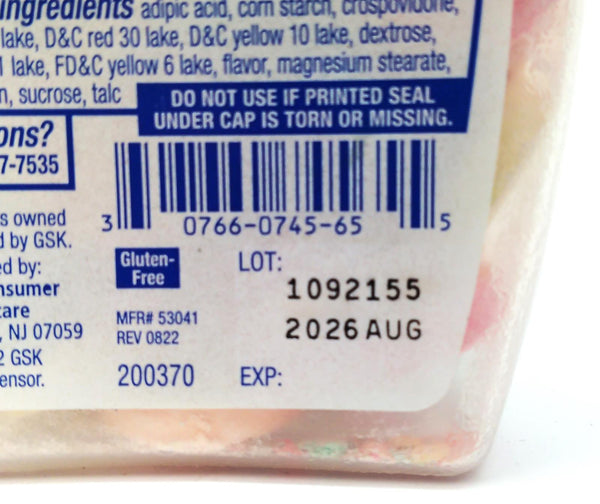 ingredients adipic acid, corn starch, crospovidone,
lake, D&C red 30 lake, D&C yellow 10 lake, dextrose,
lake, FD&C yellow 6 lake, flavor, magnesium stearate,
sucrose, talc
DO NOT USE IF PRINTED SEAL
UNDER CAP IS TORN OR MISSING.
ons?
7-7535
3 0766-0745-65 5
s owned
d by GSK.
ed by:
nsumer
care
, NJ 07059
2 GSK
ensor.
Gluten-
Free
MFR# 53041
REV 0822
200370
LOT:
1092155
2026 AUG
EXP: